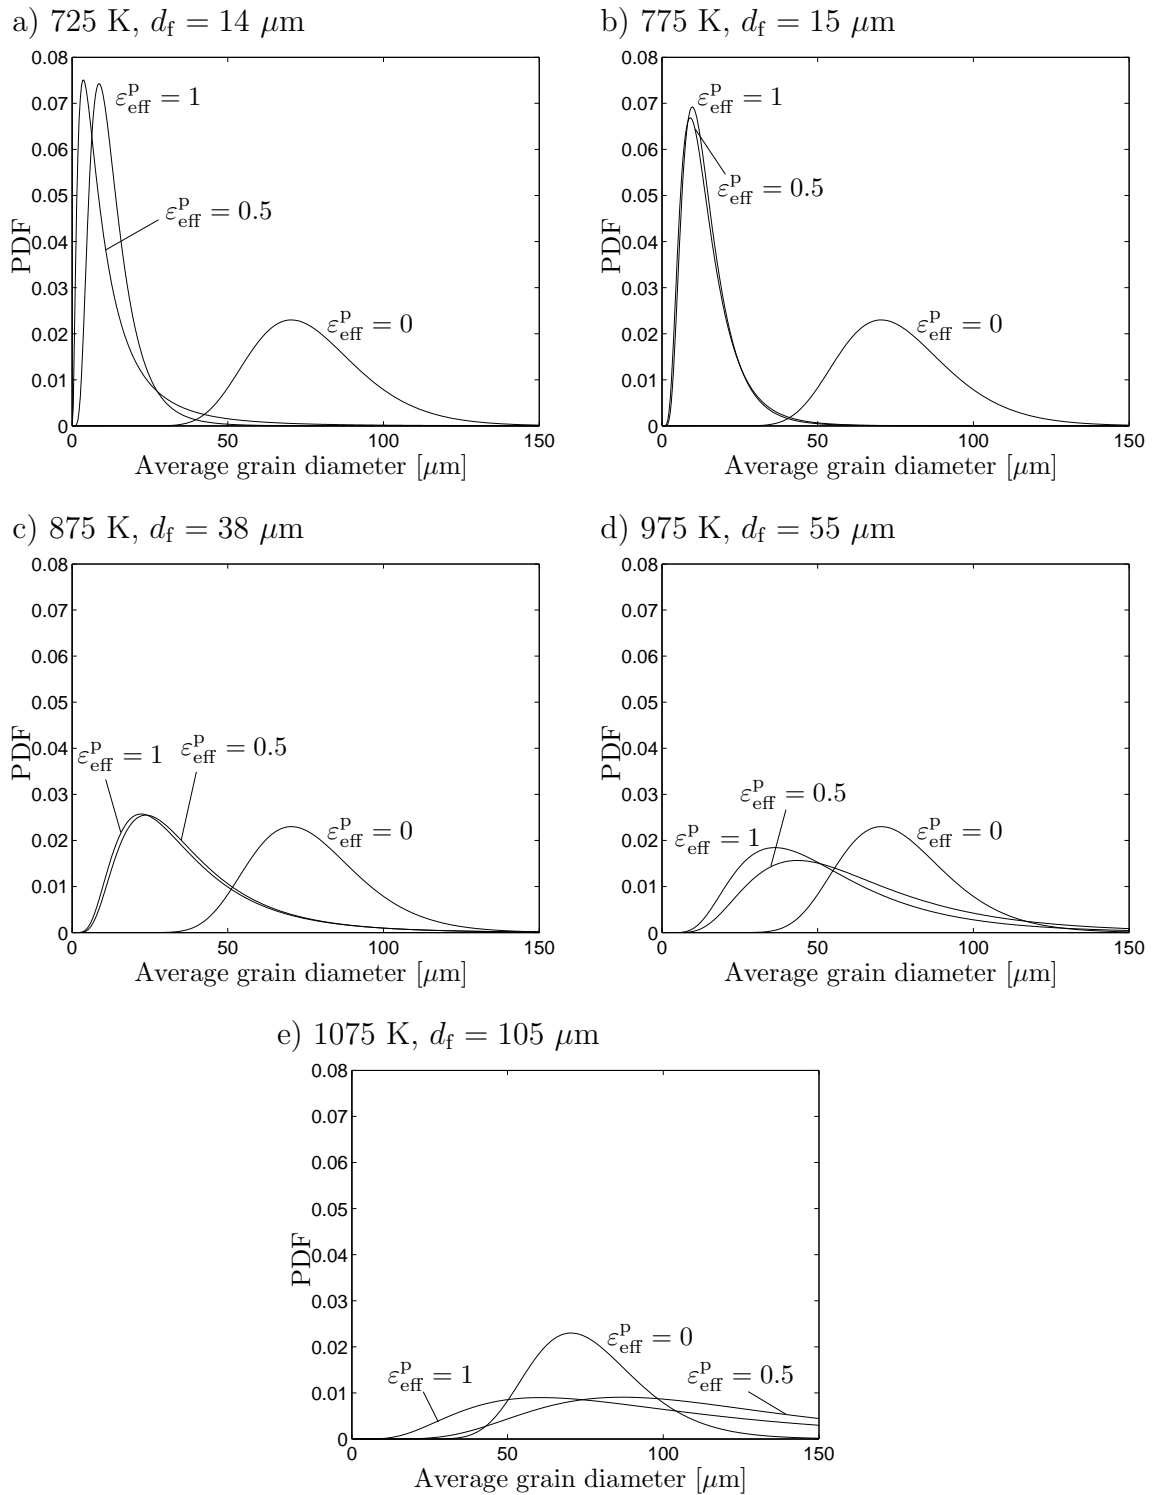 a) 725 K, d_f = 14 μm
0.08
0.07
0.06
0.05
0.04
0.03
0.02
0.01
0
PDF
ε^p_eff = 1
ε^p_eff = 0.5
ε^p_eff = 0
0 50 100 150
Average grain diameter [μm]
b) 775 K, d_f = 15 μm
0.08
0.07
0.06
0.05
0.04
0.03
0.02
0.01
0
PDF
ε^p_eff = 1
ε^p_eff = 0.5
ε^p_eff = 0
0 50 100 150
Average grain diameter [μm]
c) 875 K, d_f = 38 μm
0.08
0.07
0.06
0.05
0.04
0.03
0.02
0.01
0
PDF
ε^p_eff = 1
ε^p_eff = 0.5
ε^p_eff = 0
0 50 100 150
Average grain diameter [μm]
d) 975 K, d_f = 55 μm
0.08
0.07
0.06
0.05
0.04
0.03
0.02
0.01
0
PDF
ε^p_eff = 0.5
ε^p_eff = 1
ε^p_eff = 0
0 50 100 150
Average grain diameter [μm]
e) 1075 K, d_f = 105 μm
0.08
0.07
0.06
0.05
0.04
0.03
0.02
0.01
0
PDF
ε^p_eff = 0
ε^p_eff = 1
ε^p_eff = 0.5
0 50 100 150
Average grain diameter [μm]